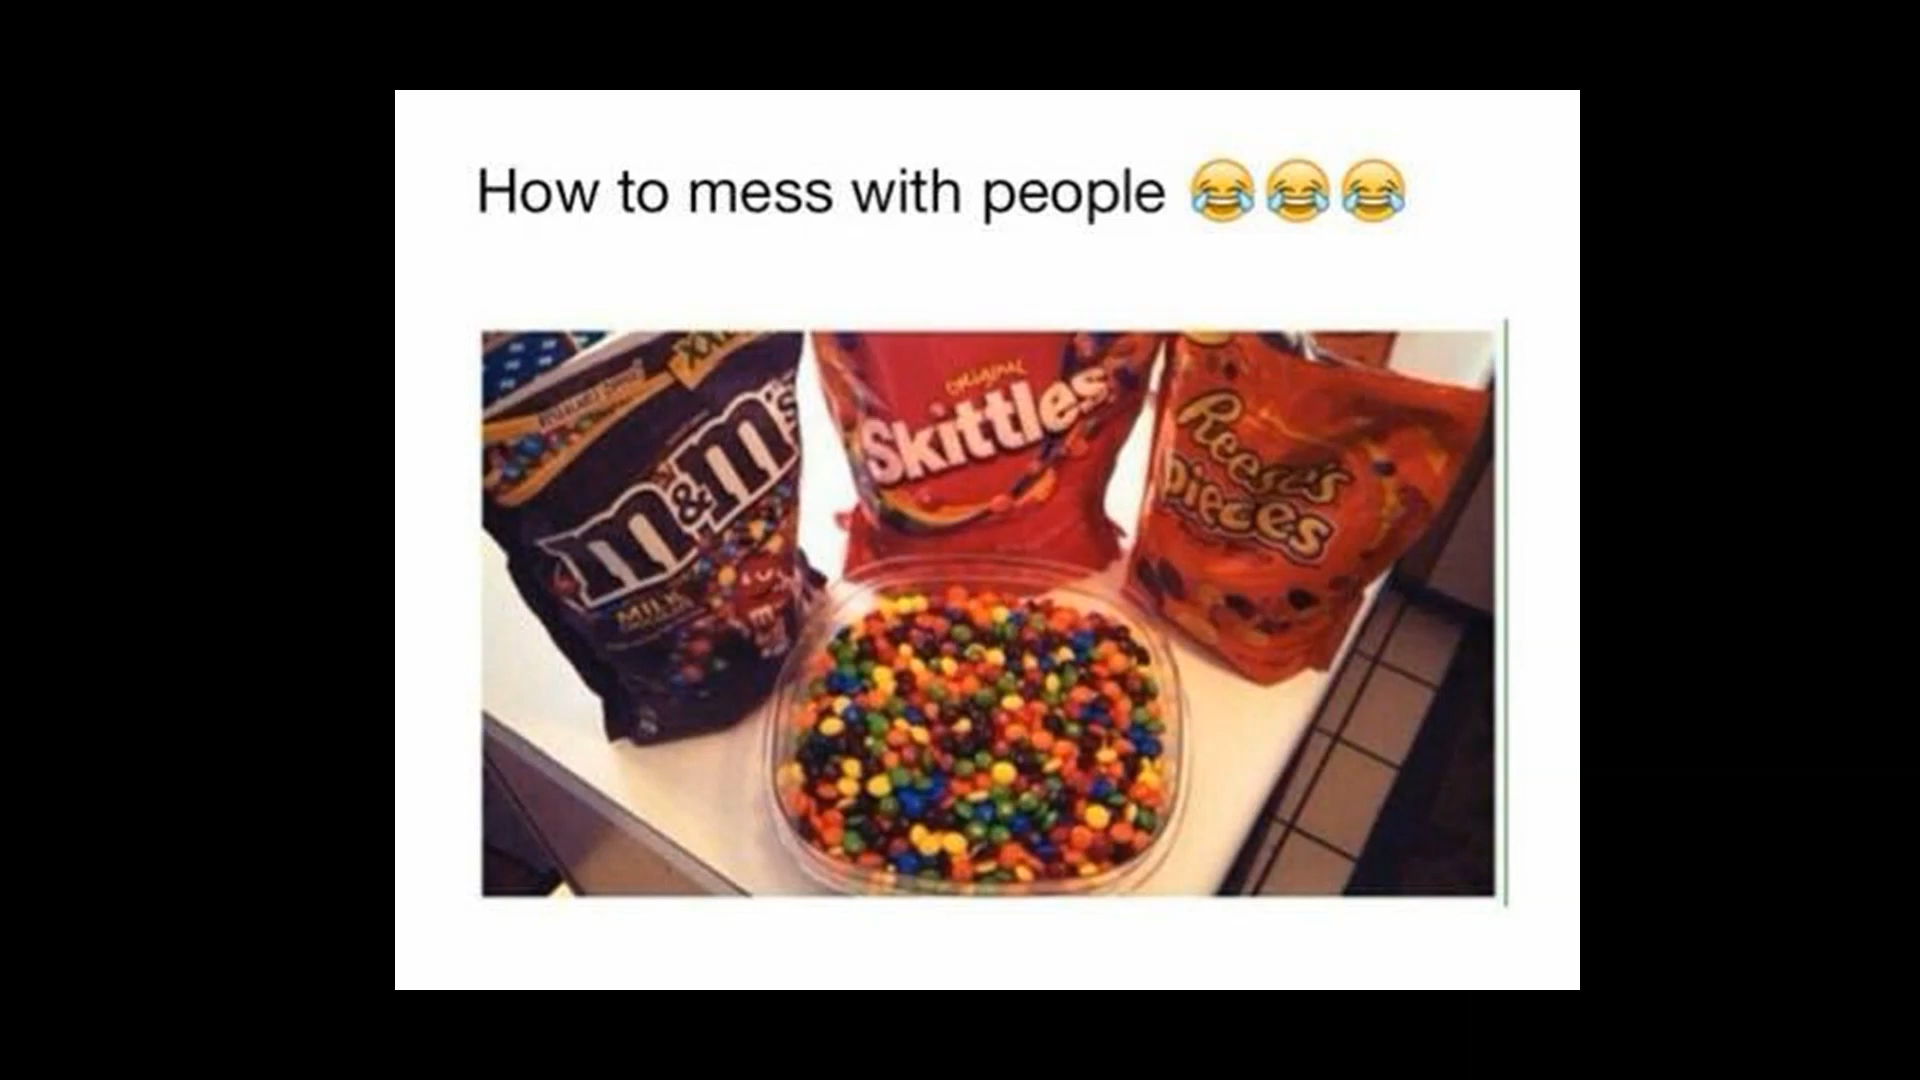 How to mess with people 😂😂😂
m&m's
MILK
ORIGINAL
Skittles
Reese's
pieces